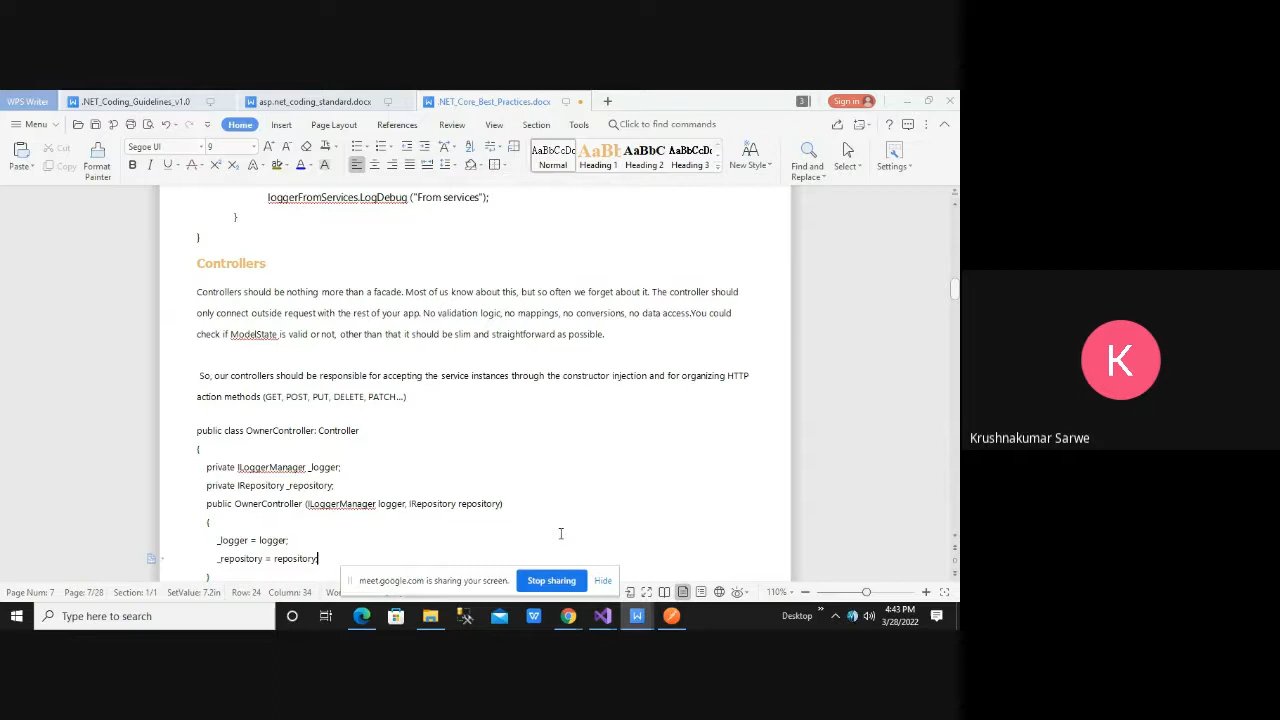 WPS Writer .NET_Coding_Guidelines_v1.0 asp.net_coding_standard.docx .NET_Core_Best_Practices.docx + 3 Sign in
Menu Home Insert Page Layout References Review View Section Tools Click to find commands
Cut Segoe UI 9 AaBbCcDc AaBb AaBbC AaBbCcDc
Paste Copy Format Painter Normal Heading 1 Heading 2 Heading 3 New Style Find and Replace Select Settings
loggerFromServices.LogDebug ("From services");
}
}
Controllers
Controllers should be nothing more than a facade. Most of us know about this, but so often we forget about it. The controller should
only connect outside request with the rest of your app. No validation logic, no mappings, no conversions, no data access.You could
check if ModelState is valid or not, other than that it should be slim and straightforward as possible.
So, our controllers should be responsible for accepting the service instances through the constructor injection and for organizing HTTP
action methods (GET, POST, PUT, DELETE, PATCH...)
public class OwnerController: Controller
{
private ILoggerManager _logger;
private IRepository _repository;
public OwnerController (ILoggerManager logger, IRepository repository)
{
_logger = logger;
_repository = repository;
}
K
Krushnakumar Sarwe
meet.google.com is sharing your screen. Stop sharing Hide
Page Num: 7 Page: 7/28 Section: 1/1 SetValue: 7.2in Row: 24 Column: 34 110%
Type here to search Desktop 4:43 PM
3/28/2022